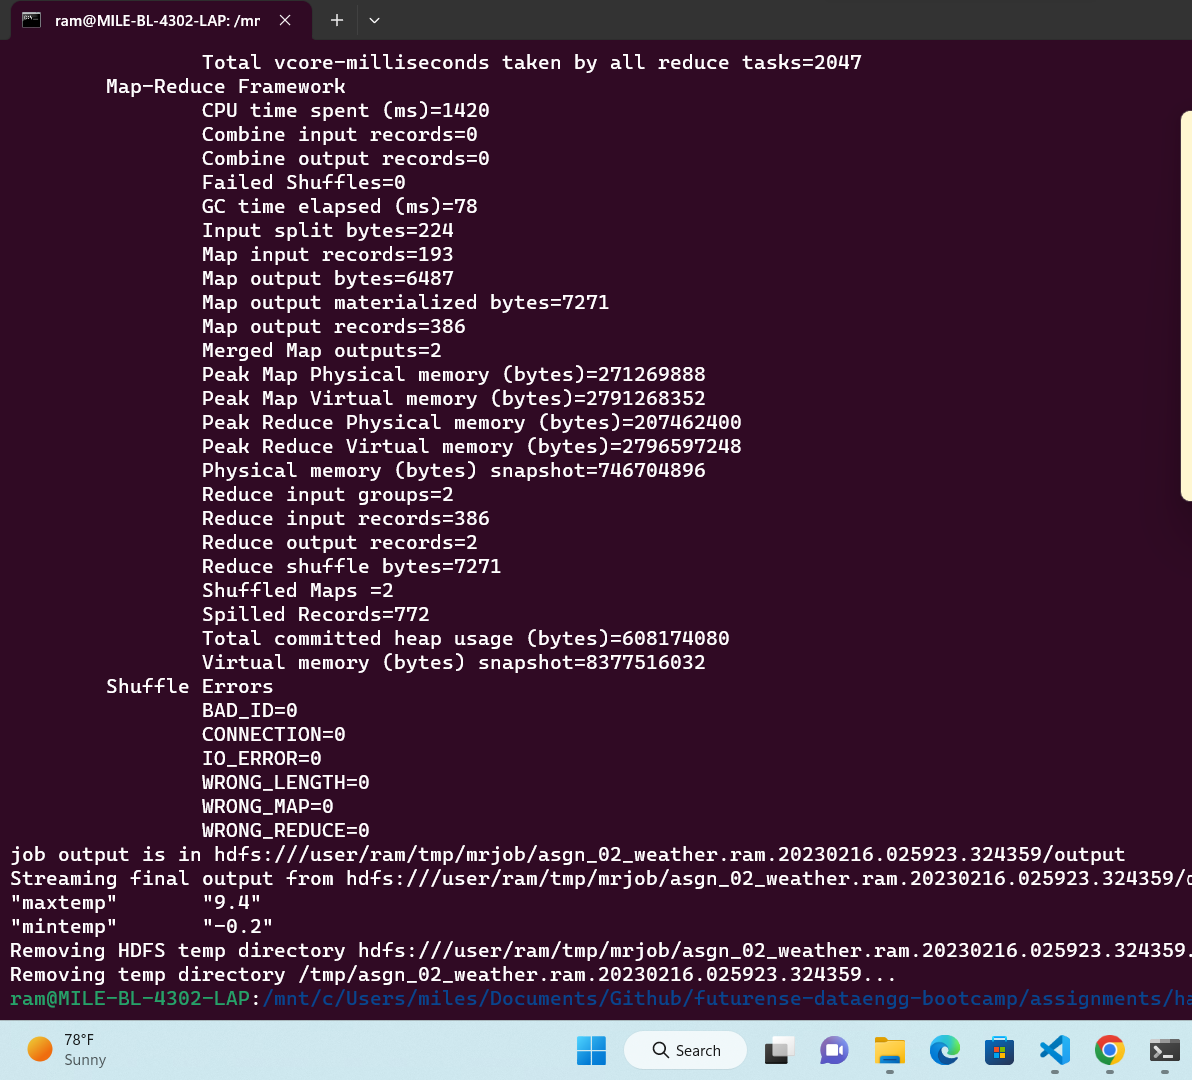 ram@MILE-BL-4302-LAP: /mr
Total vcore-milliseconds taken by all reduce tasks=2047
Map-Reduce Framework
CPU time spent (ms)=1420
Combine input records=0
Combine output records=0
Failed Shuffles=0
GC time elapsed (ms)=78
Input split bytes=224
Map input records=193
Map output bytes=6487
Map output materialized bytes=7271
Map output records=386
Merged Map outputs=2
Peak Map Physical memory (bytes)=271269888
Peak Map Virtual memory (bytes)=2791268352
Peak Reduce Physical memory (bytes)=207462400
Peak Reduce Virtual memory (bytes)=2796597248
Physical memory (bytes) snapshot=746704896
Reduce input groups=2
Reduce input records=386
Reduce output records=2
Reduce shuffle bytes=7271
Shuffled Maps =2
Spilled Records=772
Total committed heap usage (bytes)=608174080
Virtual memory (bytes) snapshot=8377516032
Shuffle Errors
BAD_ID=0
CONNECTION=0
IO_ERROR=0
WRONG_LENGTH=0
WRONG_MAP=0
WRONG_REDUCE=0
job output is in hdfs:///user/ram/tmp/mrjob/asgn_02_weather.ram.20230216.025923.324359/output
Streaming final output from hdfs:///user/ram/tmp/mrjob/asgn_02_weather.ram.20230216.025923.324359/o
"maxtemp" "9.4"
"mintemp" "-0.2"
Removing HDFS temp directory hdfs:///user/ram/tmp/mrjob/asgn_02_weather.ram.20230216.025923.324359.
Removing temp directory /tmp/asgn_02_weather.ram.20230216.025923.324359...
ram@MILE-BL-4302-LAP:/mnt/c/Users/miles/Documents/Github/futurense-dataengg-bootcamp/assignments/ha
78°F
Sunny
Search